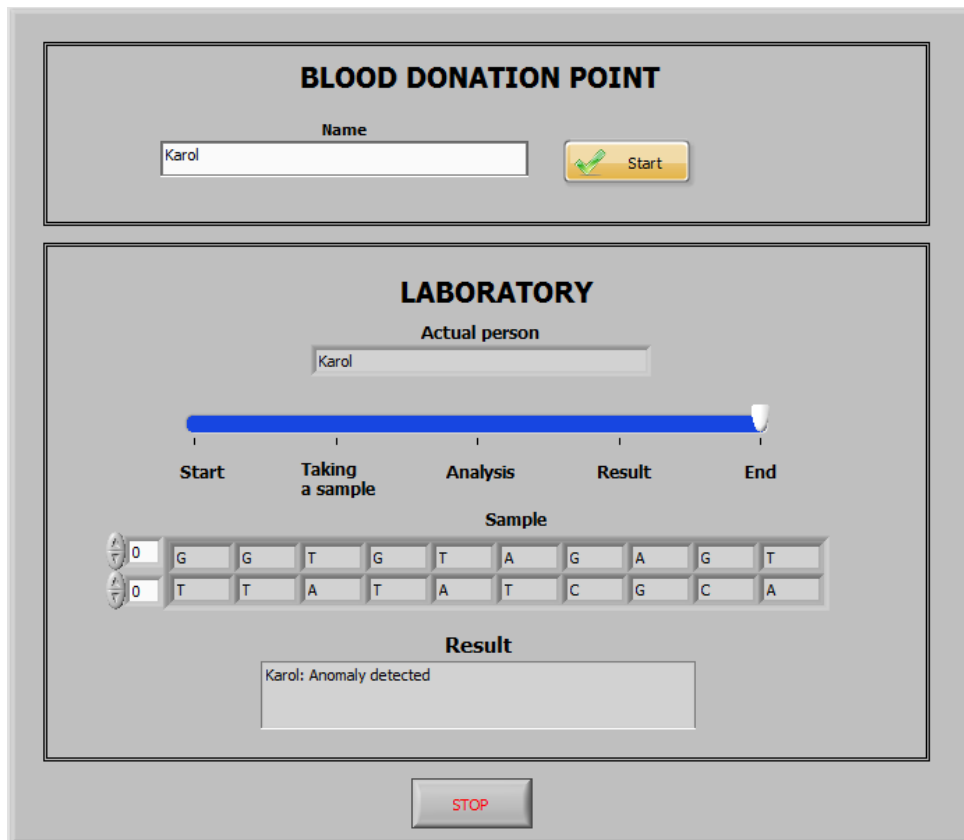 BLOOD DONATION POINT
Name
Karol
Start
LABORATORY
Actual person
Karol
Start Taking a sample Analysis Result End
Sample
0 G G T G T A G A G T
0 T T A T A T C G C A
Result
Karol: Anomaly detected
STOP